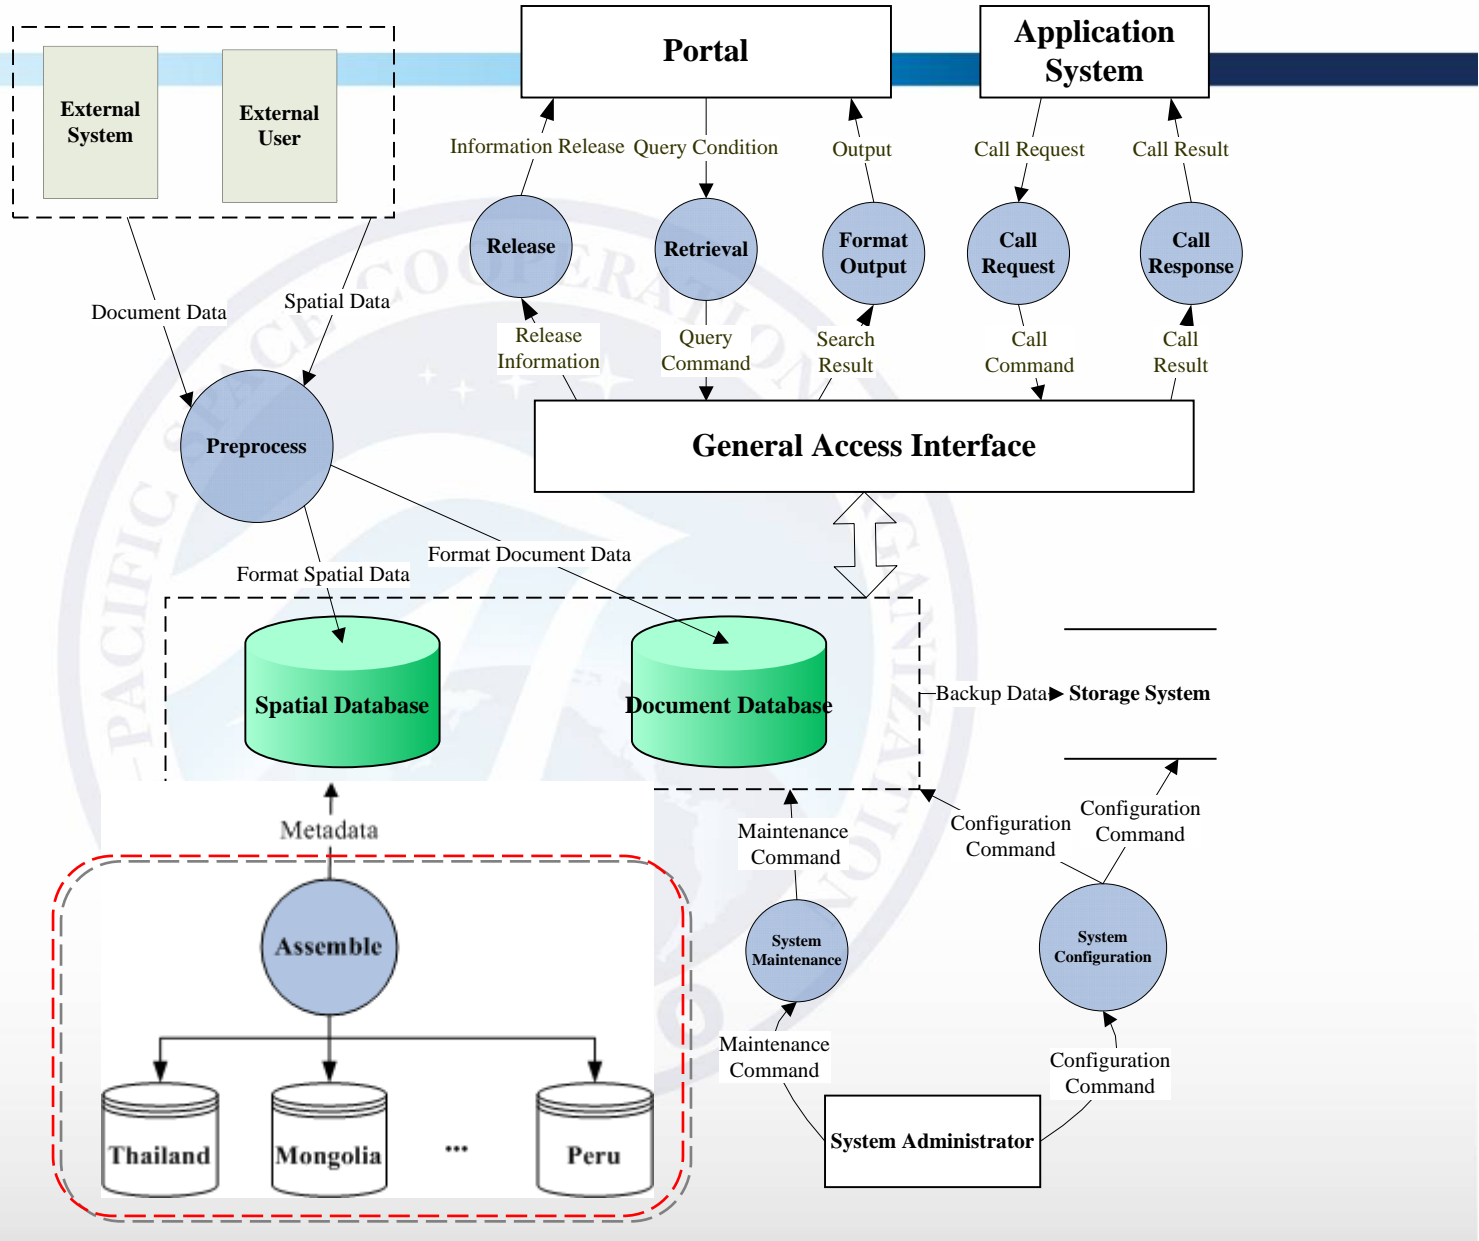 Portal
Application
System
External
System
External
User
Information Release
Query Condition
Output
Call Request
Call Result
Release
Retrieval
Format
Output
Call
Request
Call
Response
Document Data
Spatial Data
Release
Information
Query
Command
Search
Result
Call
Command
Call
Result
Preprocess
General Access Interface
Format Document Data
Format Spatial Data
Spatial Database
Document Database
Backup Data
Storage System
Metadata
Maintenance
Command
Configuration
Command
Configuration
Command
Assemble
System
Maintenance
System
Configuration
Maintenance
Command
Configuration
Command
Thailand
Mongolia
...
Peru
System Administrator
PACIFIC SPACE COOPERATION ORGANIZATION